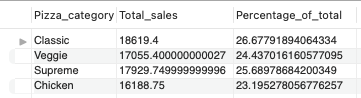 Pizza_category Total_sales Percentage_of_total
Classic 18619.4 26.67791894064334
Veggie 17055.400000000027 24.437016160577095
Supreme 17929.749999999996 25.68978684200349
Chicken 16188.75 23.195278056776257